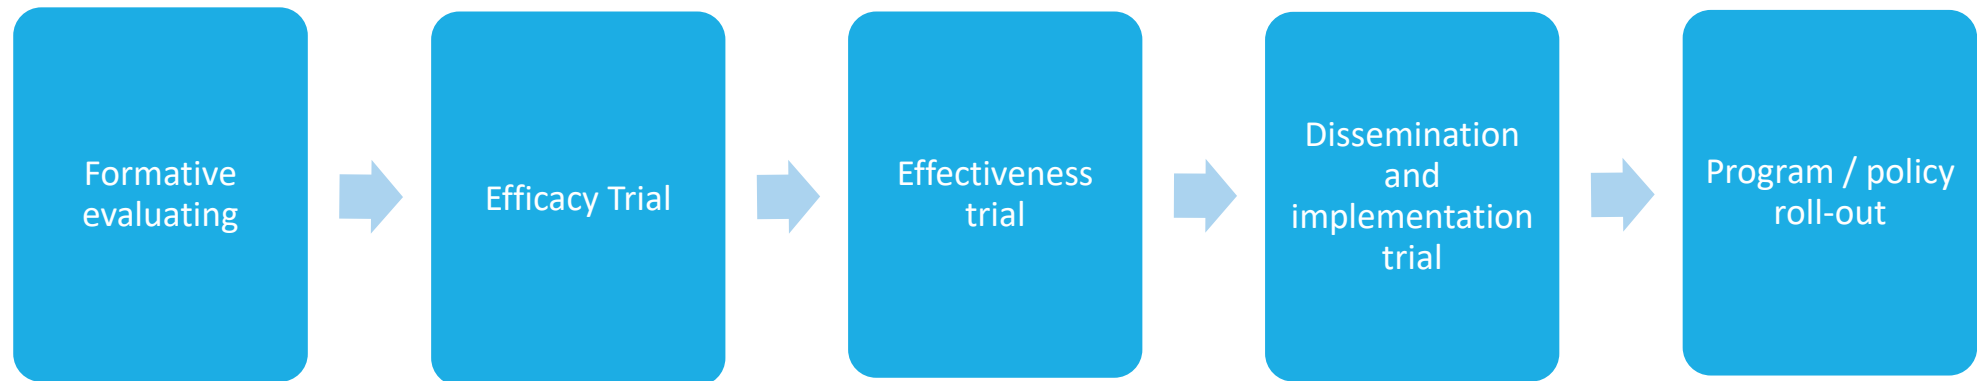 Formative
evaluating
Efficacy Trial
Effectiveness
trial
Dissemination
and
implementation
trial
Program / policy
roll-out